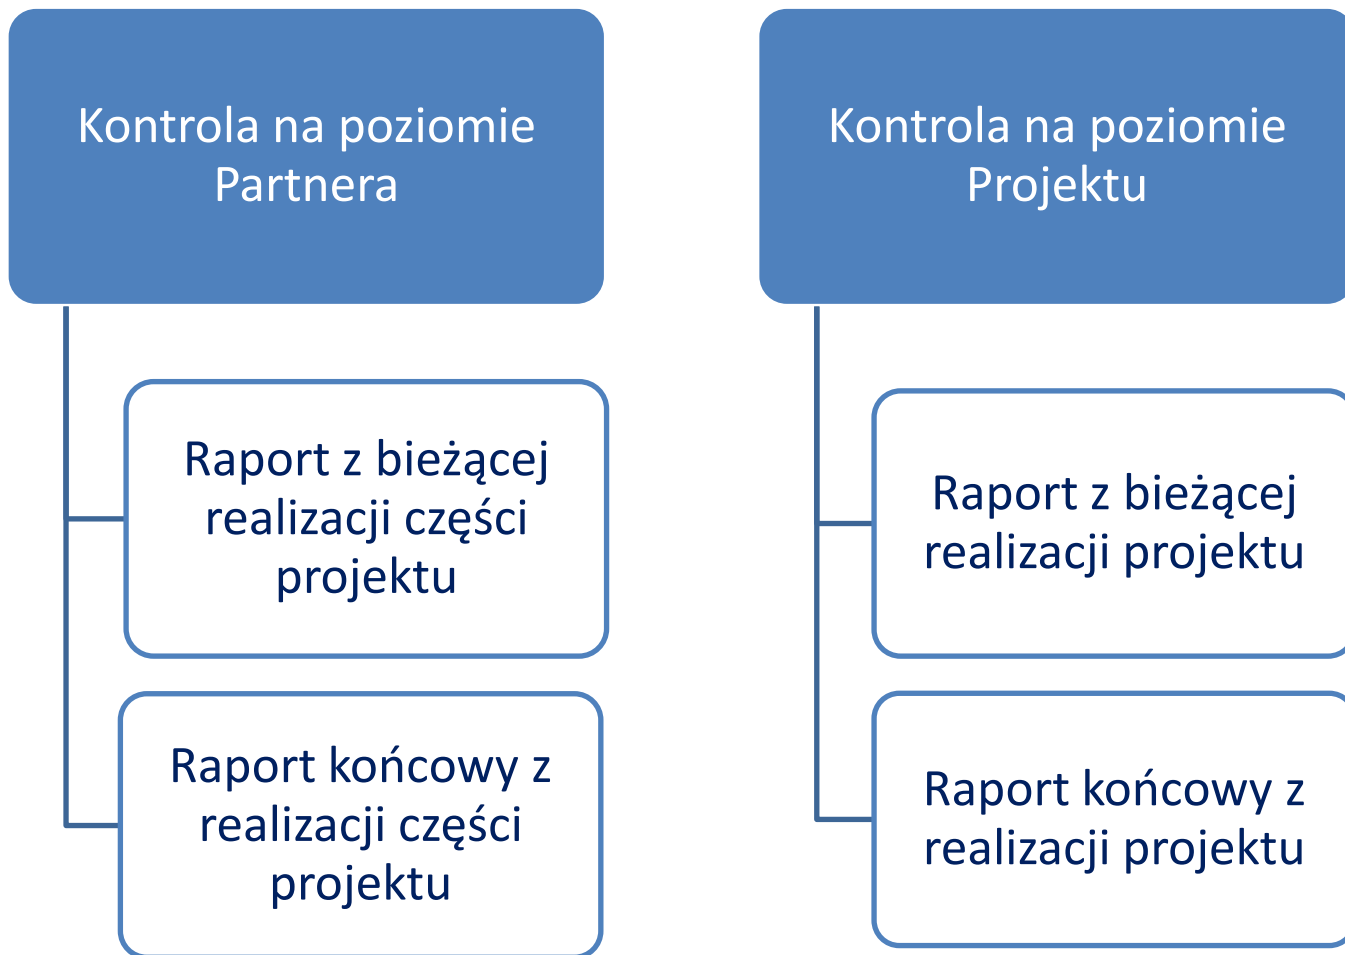 Kontrola na poziomie
Partnera
Raport z bieżącej
realizacji części
projektu
Raport końcowy z
realizacji części
projektu
Kontrola na poziomie
Projektu
Raport z bieżącej
realizacji projektu
Raport końcowy z
realizacji projektu